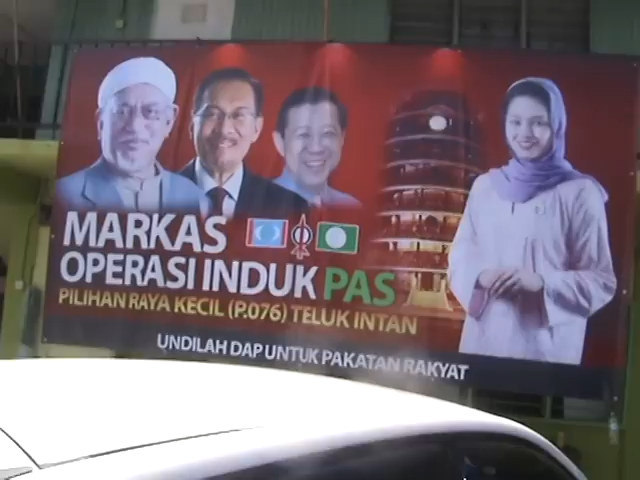 MARKAS
OPERASI INDUK PAS
PILIHAN RAYA KECIL (P.076) TELUK INTAN
UNDILAH DAP UNTUK PAKATAN RAKYAT